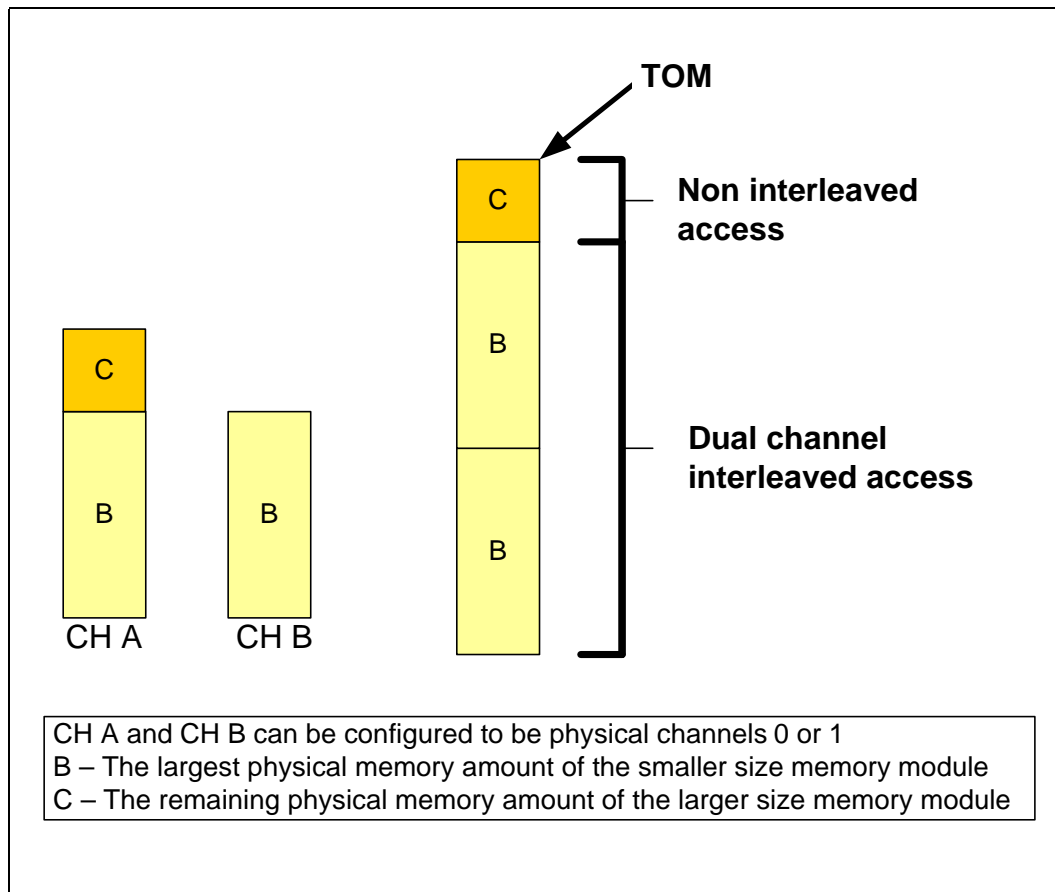 TOM
C
Non interleaved
access
B
C
B
B
Dual channel
interleaved access
B
CH A
CH B
CH A and CH B can be configured to be physical channels 0 or 1
B – The largest physical memory amount of the smaller size memory module
C – The remaining physical memory amount of the larger size memory module